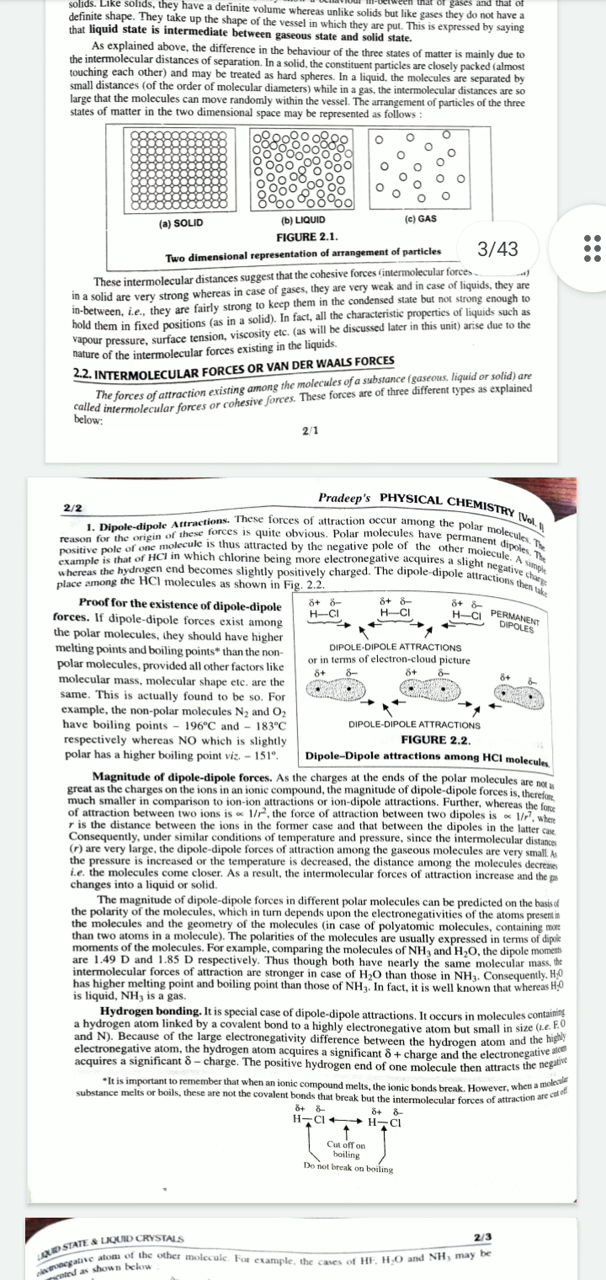 solids. Like solids, they have a definite volume whereas unlike solids but like gases they do not have a
definite shape. They take up the shape of the vessel in which they are put. This is expressed by saying
that liquid state is intermediate between gaseous state and solid state.
As explained above, the difference in the behaviour of the three states of matter is mainly due to
the intermolecular distances of separation. In a solid, the constituent particles are closely packed (almost
touching each other) and may be treated as hard spheres. In a liquid, the molecules are separated by
small distances (of the order of molecular diameters) while in a gas, the intermolecular distances are so
large that the molecules can move randomly within the vessel. The arrangement of particles of the three
states of matter in the two dimensional space may be represented as follows :
(a) SOLID
(b) LIQUID
(c) GAS
FIGURE 2.1.
Two dimensional representation of arrangement of particles
3/43
These intermolecular distances suggest that the cohesive forces (intermolecular forces
in a solid are very strong whereas in case of gases, they are very weak and in case of liquids, they are
in-between, i.e., they are fairly strong to keep them in the condensed state but not strong enough to
hold them in fixed positions (as in a solid). In fact, all the characteristic properties of liquids such as
vapour pressure, surface tension, viscosity etc. (as will be discussed later in this unit) arise due to the
nature of the intermolecular forces existing in the liquids.
2.2. INTERMOLECULAR FORCES OR VAN DER WAALS FORCES
The forces of attraction existing among the molecules of a substance (gaseous, liquid or solid) are
called intermolecular forces or cohesive forces. These forces are of three different types as explained
below:
2/1
2/2
Pradeep's PHYSICAL CHEMISTRY [Vol. I]
1. Dipole-dipole Attractions. These forces of attraction occur among the polar molecules. The
reason for the origin of these forces is quite obvious. Polar molecules have permanent dipoles. The
positive pole of one molecule is thus attracted by the negative pole of the other molecule. A simple
example is that of HCl in which chlorine being more electronegative acquires a slight negative charge
whereas the hydrogen end becomes slightly positively charged. The dipole-dipole attractions then take
place among the HCl molecules as shown in Fig. 2.2.
Proof for the existence of dipole-dipole
forces. If dipole-dipole forces exist among
the polar molecules, they should have higher
melting points and boiling points* than the non-
polar molecules, provided all other factors like
molecular mass, molecular shape etc. are the
same. This is actually found to be so. For
example, the non-polar molecules N₂ and O₂
have boiling points – 196°C and – 183°C
respectively whereas NO which is slightly
polar has a higher boiling point viz. – 151°.
δ+ δ– δ+ δ– δ+ δ–
H—Cl H—Cl H—Cl PERMANENT
DIPOLES
DIPOLE-DIPOLE ATTRACTIONS
or in terms of electron-cloud picture
δ+ δ– δ+ δ– δ+ δ–
DIPOLE-DIPOLE ATTRACTIONS
FIGURE 2.2.
Dipole–Dipole attractions among HCl molecules.
Magnitude of dipole-dipole forces. As the charges at the ends of the polar molecules are not as
great as the charges on the ions in an ionic compound, the magnitude of dipole-dipole forces is, therefore,
much smaller in comparison to ion-ion attractions or ion-dipole attractions. Further, whereas the force
of attraction between two ions is ∝ 1/r², the force of attraction between two dipoles is ∝ 1/r⁷, where
r is the distance between the ions in the former case and that between the dipoles in the latter case.
Consequently, under similar conditions of temperature and pressure, since the intermolecular distances
(r) are very large, the dipole-dipole forces of attraction among the gaseous molecules are very small. As
the pressure is increased or the temperature is decreased, the distance among the molecules decreases
i.e. the molecules come closer. As a result, the intermolecular forces of attraction increase and the gas
changes into a liquid or solid.
The magnitude of dipole-dipole forces in different polar molecules can be predicted on the basis of
the polarity of the molecules, which in turn depends upon the electronegativities of the atoms present in
the molecules and the geometry of the molecules (in case of polyatomic molecules, containing more
than two atoms in a molecule). The polarities of the molecules are usually expressed in terms of dipole
moments of the molecules. For example, comparing the molecules of NH₃ and H₂O, the dipole moments
are 1.49 D and 1.85 D respectively. Thus though both have nearly the same molecular mass, the
intermolecular forces of attraction are stronger in case of H₂O than those in NH₃. Consequently, H₂O
has higher melting point and boiling point than those of NH₃. In fact, it is well known that whereas H₂O
is liquid, NH₃ is a gas.
Hydrogen bonding. It is special case of dipole-dipole attractions. It occurs in molecules containing
a hydrogen atom linked by a covalent bond to a highly electronegative atom but small in size (i.e. F, O
and N). Because of the large electronegativity difference between the hydrogen atom and the highly
electronegative atom, the hydrogen atom acquires a significant δ + charge and the electronegative atom
acquires a significant δ – charge. The positive hydrogen end of one molecule then attracts the negative
*It is important to remember that when an ionic compound melts, the ionic bonds break. However, when a molecular
substance melts or boils, these are not the covalent bonds that break but the intermolecular forces of attraction are cut off
δ+ δ– δ+ δ–
H—Cl H—Cl
Cut off on
boiling
Do not break on boiling
LIQUID STATE & LIQUID CRYSTALS
2/3
electronegative atom of the other molecule. For example, the cases of HF, H₂O and NH₃ may be
as shown below